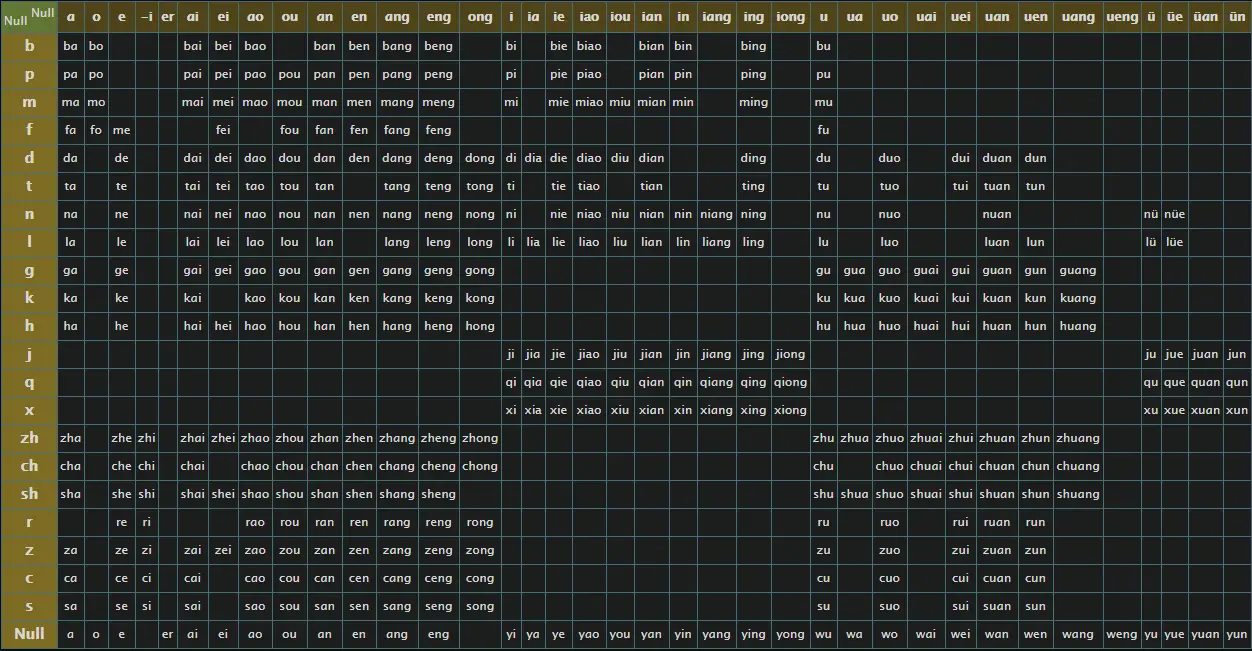 Null Null a o e –i er ai ei ao ou an en ang eng ong i ia ie iao iou ian in iang ing iong u ua uo uai uei uan uen uang ueng ü üe üan ün
b ba bo bai bei bao ban ben bang beng bi bie biao bian bin bing bu
p pa po pai pei pao pou pan pen pang peng pi pie piao pian pin ping pu
m ma mo mai mei mao mou man men mang meng mi mie miao miu mian min ming mu
f fa fo me fei fou fan fen fang feng fu
d da de dai dei dao dou dan den dang deng dong di dia die diao diu dian ding du duo dui duan dun
t ta te tai tei tao tou tan tang teng tong ti tie tiao tian ting tu tuo tui tuan tun
n na ne nai nei nao nou nan nen nang neng nong ni nie niao niu nian nin niang ning nu nuo nuan nü nüe
l la le lai lei lao lou lan lang leng long li lia lie liao liu lian lin liang ling lu luo luan lun lü lüe
g ga ge gai gei gao gou gan gen gang geng gong gu gua guo guai gui guan gun guang
k ka ke kai kao kou kan ken kang keng kong ku kua kuo kuai kui kuan kun kuang
h ha he hai hei hao hou han hen hang heng hong hu hua huo huai hui huan hun huang
j ji jia jie jiao jiu jian jin jiang jing jiong ju jue juan jun
q qi qia qie qiao qiu qian qin qiang qing qiong qu que quan qun
x xi xia xie xiao xiu xian xin xiang xing xiong xu xue xuan xun
zh zha zhe zhi zhai zhei zhao zhou zhan zhen zhang zheng zhong zhu zhua zhuo zhuai zhui zhuan zhun zhuang
ch cha che chi chai chao chou chan chen chang cheng chong chu chuo chuai chui chuan chun chuang
sh sha she shi shai shei shao shou shan shen shang sheng shu shua shuo shuai shui shuan shun shuang
r re ri rao rou ran ren rang reng rong ru ruo rui ruan run
z za ze zi zai zei zao zou zan zen zang zeng zong zu zuo zui zuan zun
c ca ce ci cai cao cou can cen cang ceng cong cu cuo cui cuan cun
s sa se si sai sao sou san sen sang seng song su suo sui suan sun
Null a o e er ai ei ao ou an en ang eng yi ya ye yao you yan yin yang ying yong wu wa wo wai wei wan wen wang weng yu yue yuan yun